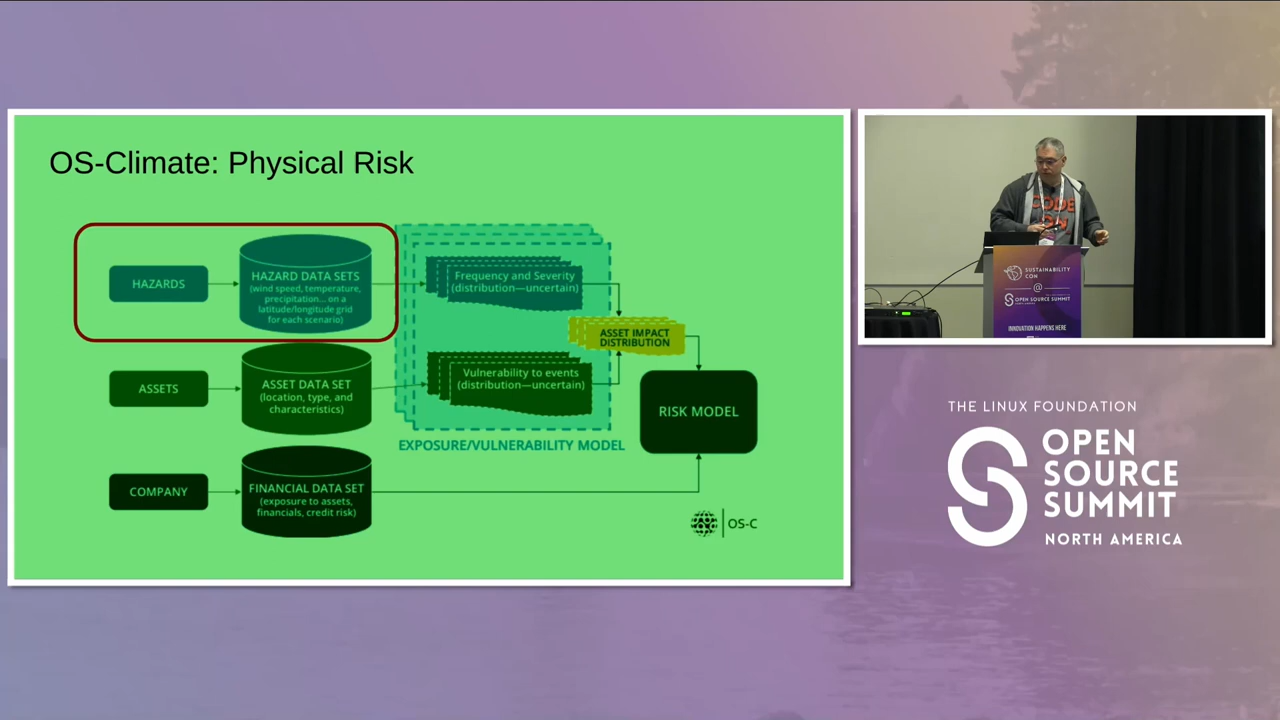 OS-Climate: Physical Risk
HAZARDS
HAZARD DATA SETS
(wind speed, temperature,
precipitation... on a
latitude/longitude grid
for each scenario)
Frequency and Severity
(distribution—uncertain)
ASSET IMPACT
DISTRIBUTION
ASSETS
ASSET DATA SET
(location, type, and
characteristics)
Vulnerability to events
(distribution—uncertain)
RISK MODEL
EXPOSURE/VULNERABILITY MODEL
COMPANY
FINANCIAL DATA SET
(exposure to assets,
financials, credit risk)
OS-C
CODE
SUSTAINABILITY
CON
@
OPEN SOURCE SUMMIT
INNOVATION HAPPENS HERE
THE LINUX FOUNDATION
OPEN
SOURCE
SUMMIT
NORTH AMERICA